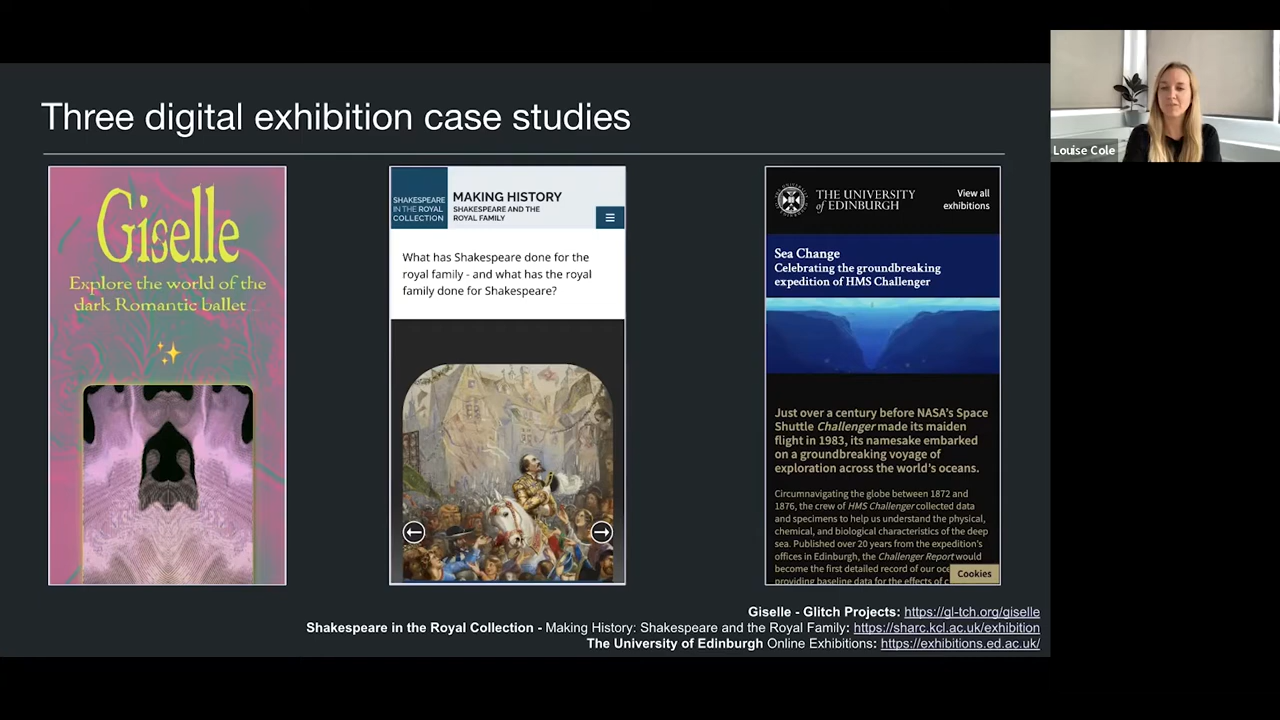 Three digital exhibition case studies
Giselle
Explore the world of the
dark Romantic ballet...
SHAKESPEARE
IN THE ROYAL
COLLECTION
MAKING HISTORY
SHAKESPEARE AND THE
ROYAL FAMILY
What has Shakespeare done for the
royal family - and what has the royal
family done for Shakespeare?
THE UNIVERSITY
of EDINBURGH
View all
exhibitions
Sea Change
Celebrating the groundbreaking
expedition of HMS Challenger
Just over a century before NASA's Space
Shuttle Challenger made its maiden
flight in 1983, its namesake embarked
on a groundbreaking voyage of
exploration across the world's oceans.
Circumnavigating the globe between 1872 and
1876, the crew of HMS Challenger collected data
and specimens to help us understand the physical,
chemical, and biological characteristics of the deep
sea. Published over 20 years from the expedition's
offices in Edinburgh, the Challenger Report would
become the first detailed record of our
providing baseline data for the effects of
Cookies
Giselle - Glitch Projects: https://gl-tch.org/giselle
Shakespeare in the Royal Collection - Making History: Shakespeare and the Royal Family: https://sharc.kcl.ac.uk/exhibition
The University of Edinburgh Online Exhibitions: https://exhibitions.ed.ac.uk/
Louise Cole